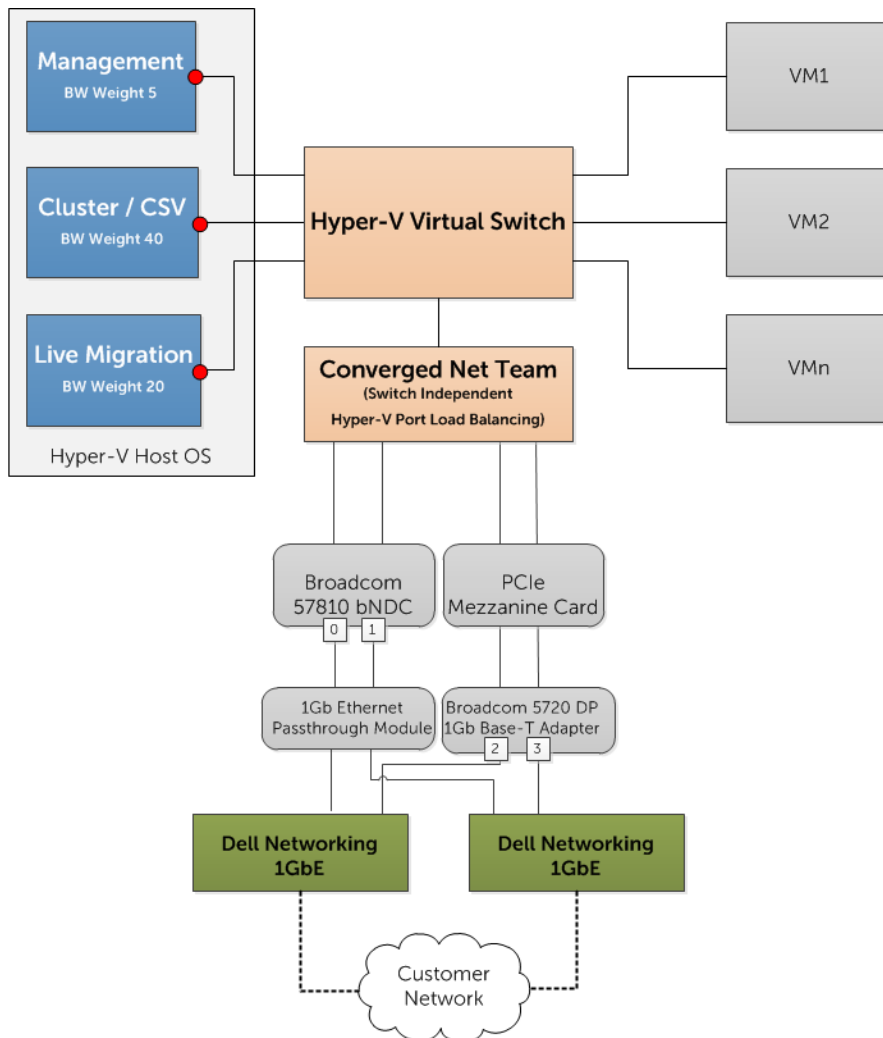 Management
BW Weight 5
Cluster / CSV
BW Weight 40
Live Migration
BW Weight 20
Hyper-V Host OS
Hyper-V Virtual Switch
VM1
VM2
VMn
Converged Net Team
(Switch Independent
Hyper-V Port Load Balancing)
Broadcom
57810 bNDC
0
1
PCIe
Mezzanine Card
1Gb Ethernet
Passthrough Module
Broadcom 5720 DP
1Gb Base-T Adapter
2
3
Dell Networking
1GbE
Dell Networking
1GbE
Customer
Network